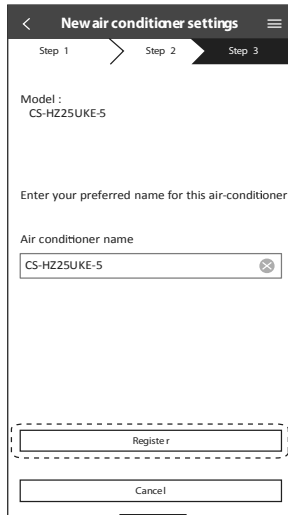 New air conditioner settings
Step 1 Step 2 Step 3
Model :
CS-HZ25UKE-5
Enter your preferred name for this air-conditioner
Air conditioner name
CS-HZ25UKE-5
Register
Cancel